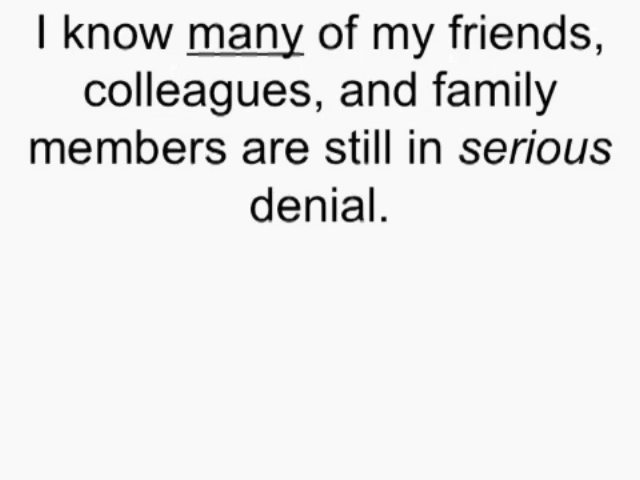 I know many of my friends,
colleagues, and family
members are still in serious
denial.